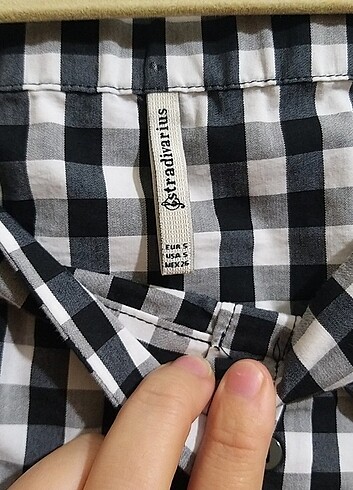 stradivarius
EUR S
USA S
MEX 26